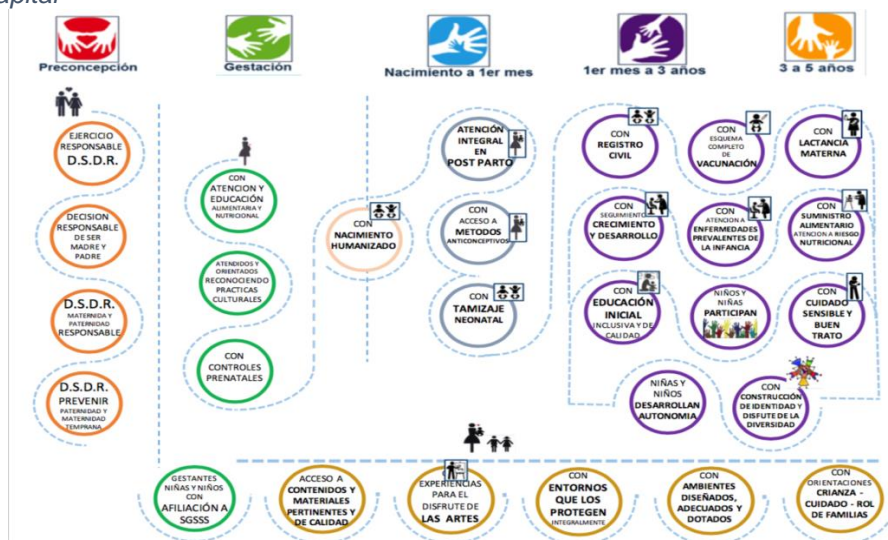 Preconcepción
Gestación
Nacimiento a 1er mes
1er mes a 3 años
3 a 5 años
EJERCICIO
RESPONSABLE
D.S.D.R.
DECISION
RESPONSABLE
DE SER
MADRE Y
PADRE
D.S.D.R.
MATERNIDA Y
PATERNIDAD
RESPONSABLE
D.S.D.R.
PREVENIR
PATERNIDAD Y
MATERNIDAD
TEMPRANA
CON
ATENCION Y
EDUCACIÓN
ALIMENTARIA Y
NUTRICIONAL
ATENDIDOS Y
ORIENTADOS
RECONOCIENDO
PRACTICAS
CULTURALES
CON
CONTROLES
PRENATALES
CON
NACIMIENTO
HUMANIZADO
ATENCIÓN
INTEGRAL
EN
POST PARTO
CON
ACCESO A
METODOS
ANTICONCEPTIVOS
CON
TAMIZAJE
NEONATAL
CON
REGISTRO
CIVIL
CON
ESQUEMA
COMPLETO
DE
VACUNACIÓN
CON
LACTANCIA
MATERNA
CON
SEGUIMIENTO
CRECIMIENTO
Y DESARROLLO
CON
ATENCION A
ENFERMEDADES
PREVALENTES DE
LA INFANCIA
CON
SUMINISTRO
ALIMENTARIO
ATENCION A RIESGO
NUTRICIONAL
CON
EDUCACIÓN
INICIAL
INCLUSIVA Y DE
CALIDAD
NIÑOS Y
NIÑAS
PARTICIPAN
CON
CUIDADO
SENSIBLE Y
BUEN
TRATO
NIÑAS Y
NIÑOS
DESARROLLAN
AUTONOMIA
CON
CONSTRUCCIÓN
DE IDENTIDAD Y
DISFUTE DE LA
DIVERSIDAD
GESTANTES
NIÑAS Y NIÑOS
CON
AFILIACIÓN A
SGSSS
ACCESO A
CONTENIDOS Y
MATERIALES
PERTINENTES Y
DE CALIDAD
EXPERIENCIAS
PARA EL
DISFRUTE DE
LAS ARTES
CON
ENTORNOS
QUE LOS
PROTEGEN
INTEGRALMENTE
CON
AMBIENTES
DISEÑADOS,
ADECUADOS Y
DOTADOS
CON
ORIENTACIONES
CRIANZA -
CUIDADO - ROL
DE FAMILIAS